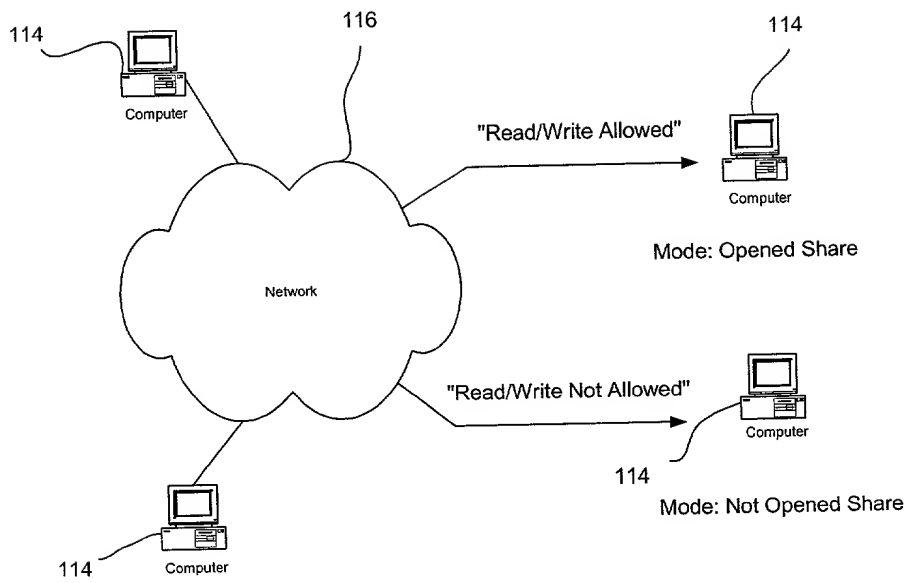 114
116
114
Computer
"Read/Write Allowed"
Computer
Mode: Opened Share
Network
"Read/Write Not Allowed"
Computer
114
Mode: Not Opened Share
114
Computer